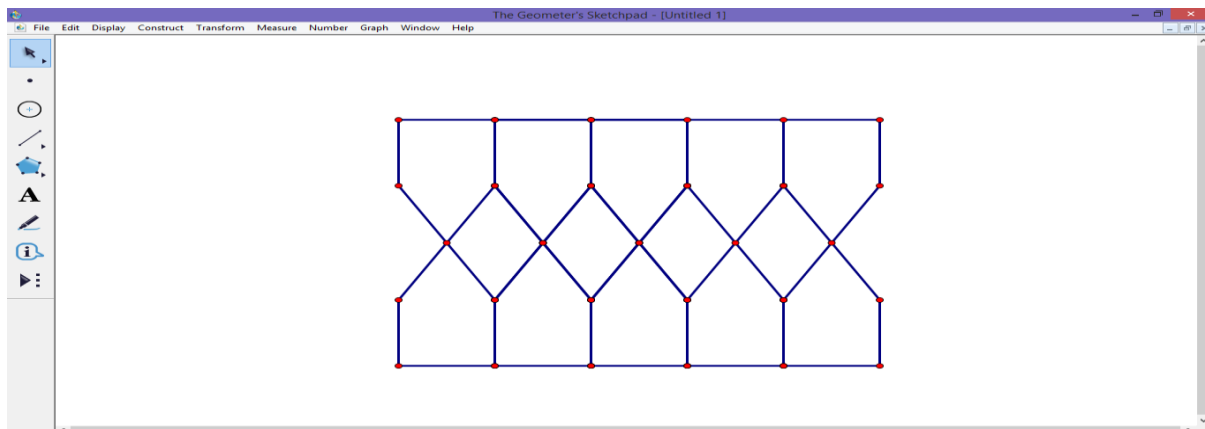 The Geometer's Sketchpad - [Untitled 1]
File Edit Display Construct Transform Measure Number Graph Window Help
A